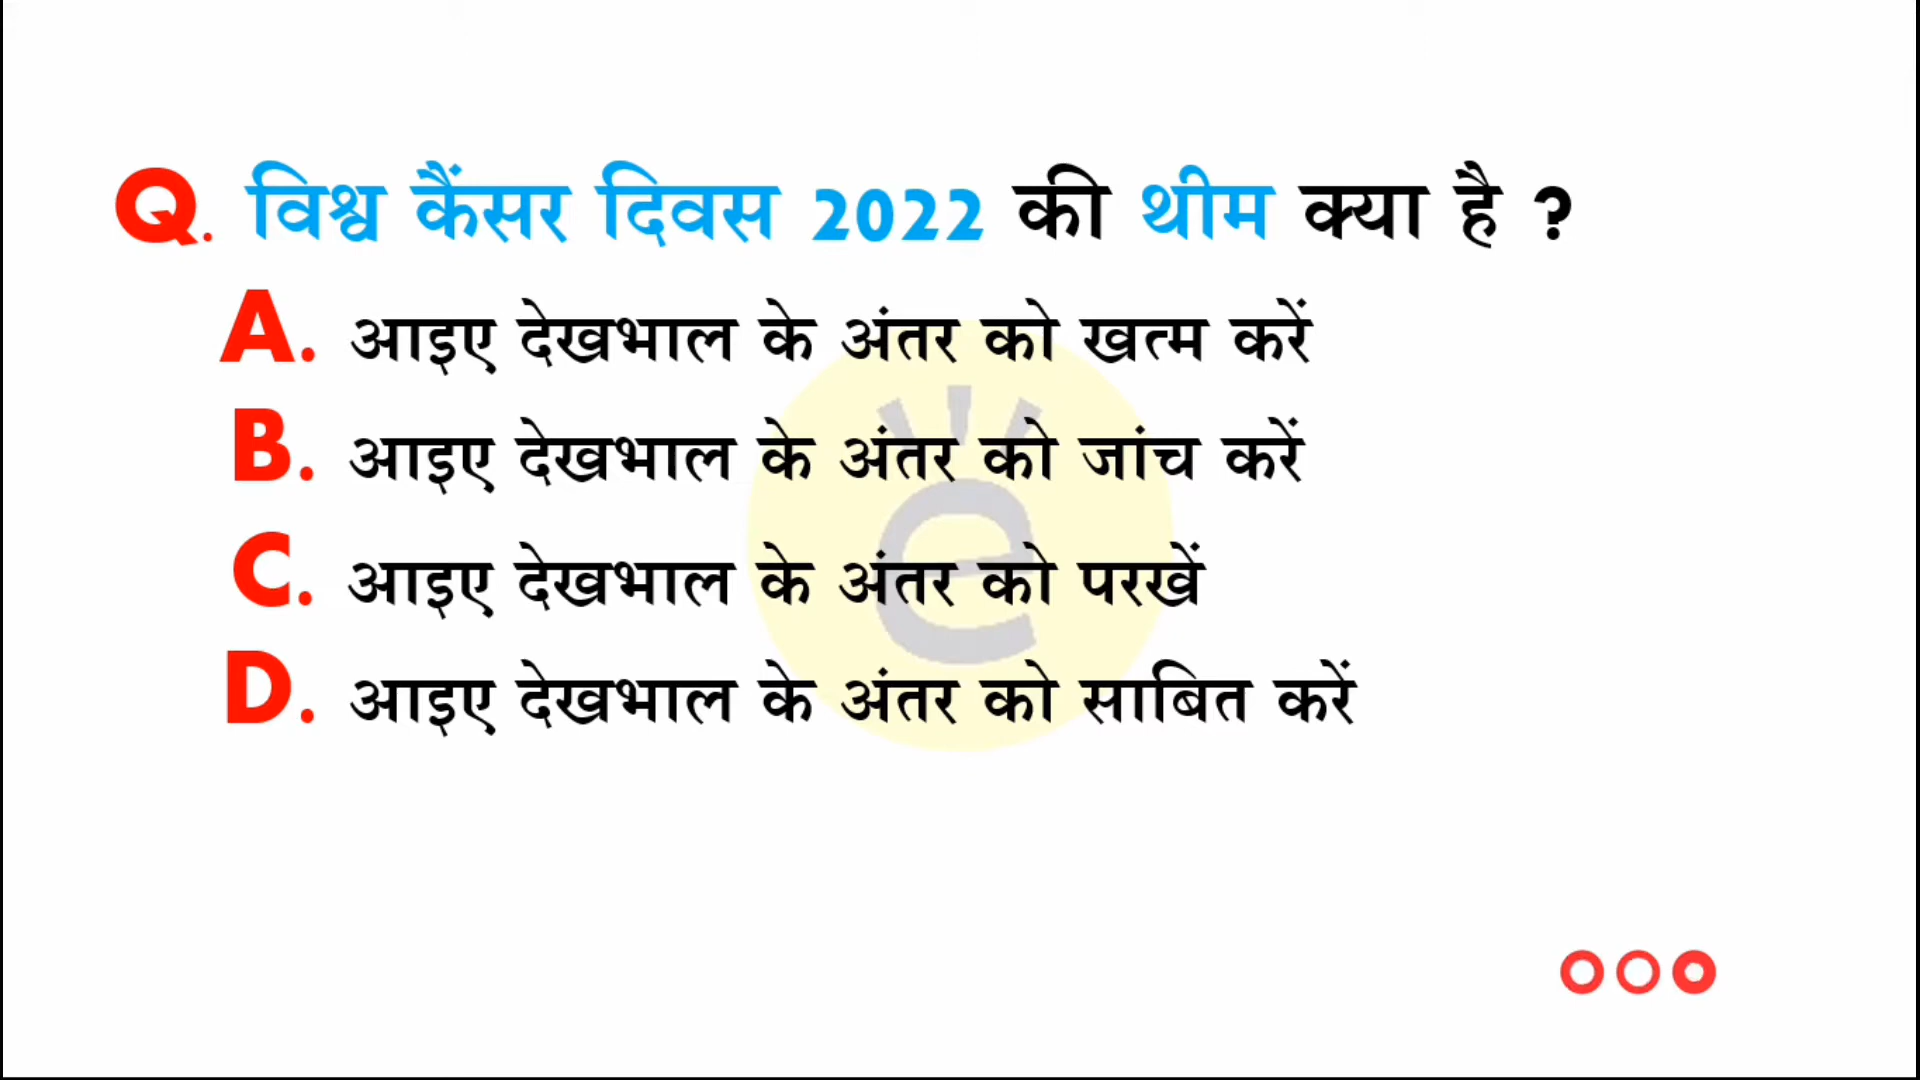 Q. विश्व कैंसर दिवस 2022 की थीम क्या है ?
A. आइए देखभाल के अंतर को खत्म करें
B. आइए देखभाल के अंतर को जांच करें
C. आइए देखभाल के अंतर को परखें
D. आइए देखभाल के अंतर को साबित करें
e